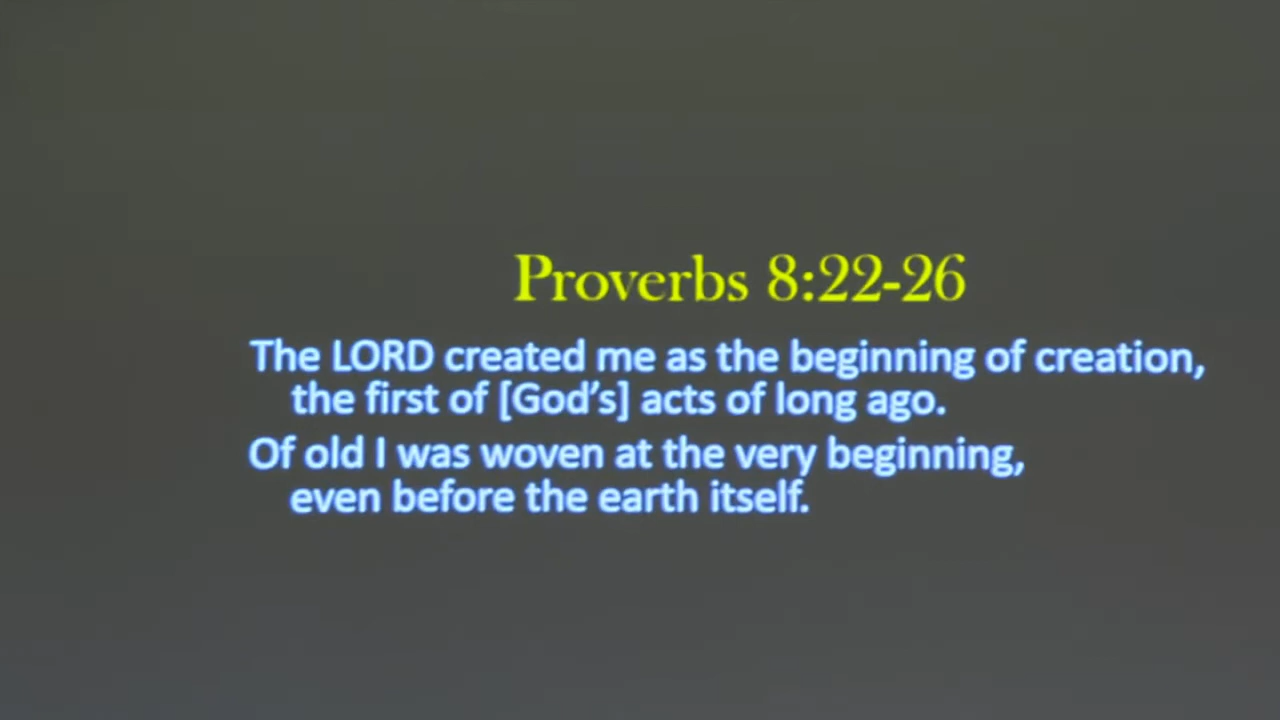 Proverbs 8:22-26
The LORD created me as the beginning of creation,
the first of [God’s] acts of long ago.
Of old I was woven at the very beginning,
even before the earth itself.